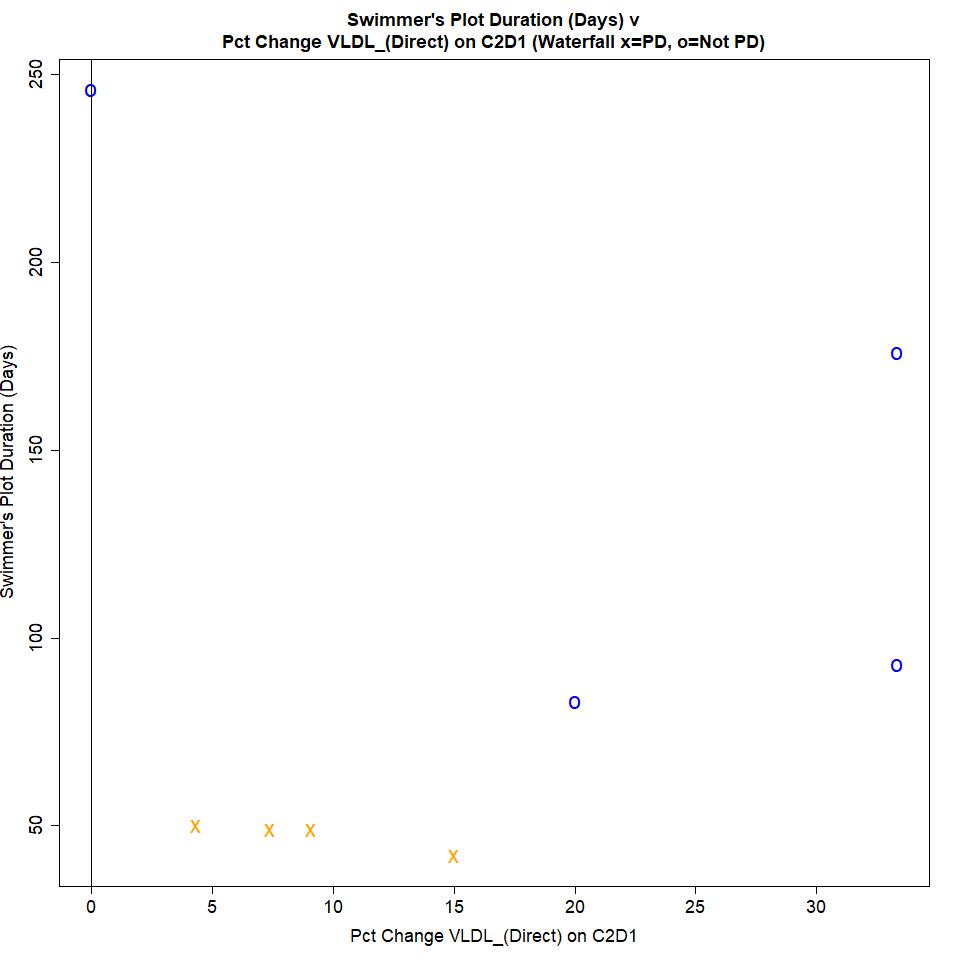 Swimmer's Plot Duration (Days) v
Pct Change VLDL_(Direct) on C2D1 (Waterfall x=PD, o=Not PD)
Swimmer's Plot Duration (Days)
250
200
150
100
50
O
O
O
O
X
X
X
X
0
5
10
15
20
25
30
Pct Change VLDL_(Direct) on C2D1